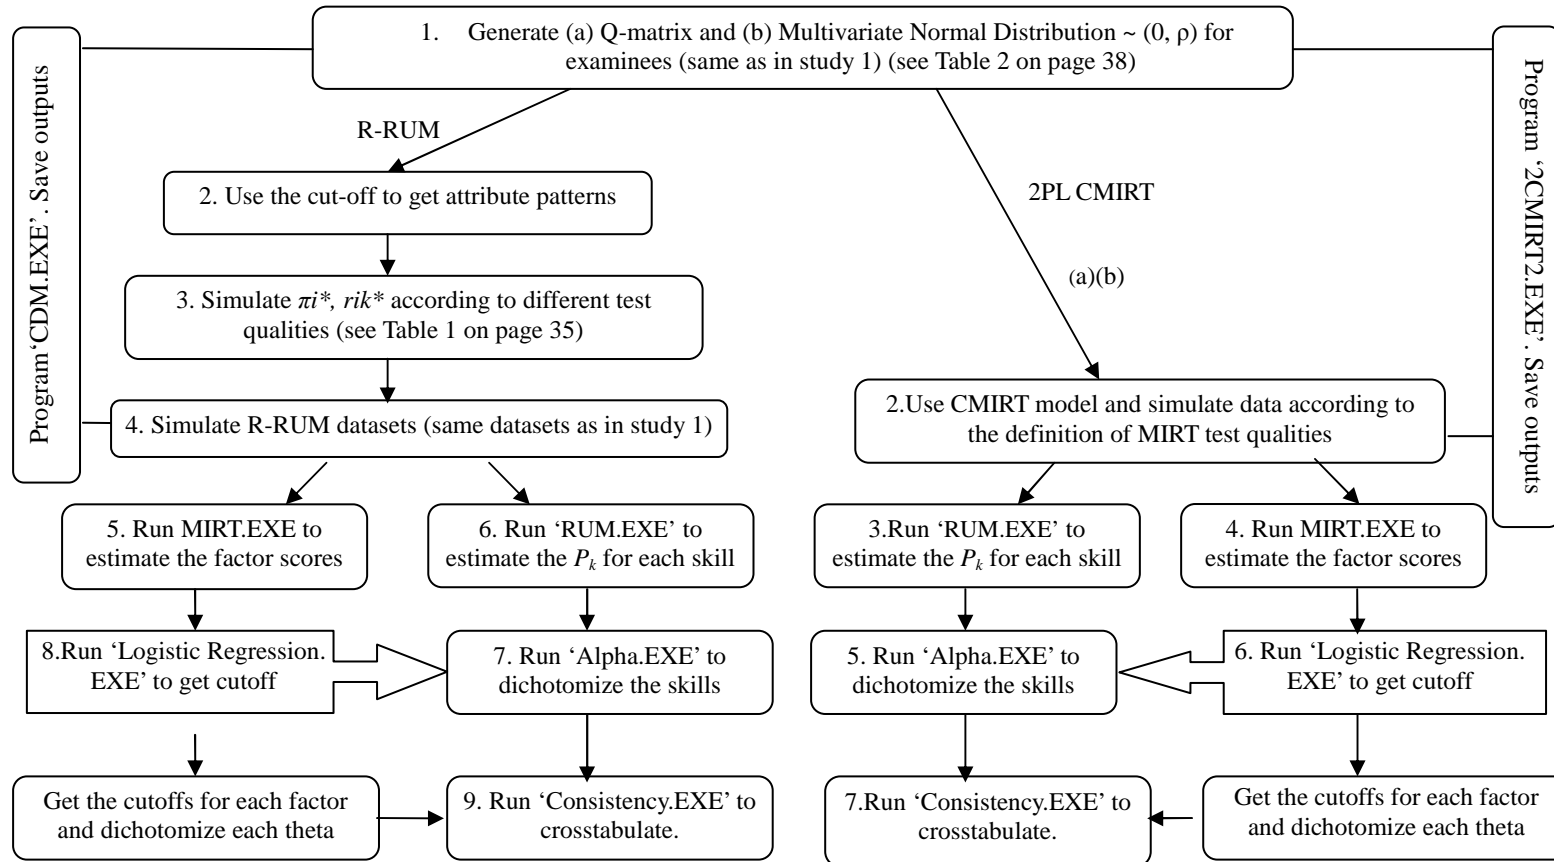 1. Generate (a) Q-matrix and (b) Multivariate Normal Distribution ~ (0, ρ) for
examinees (same as in study 1) (see Table 2 on page 38)
Program‘CDM.EXE’. Save outputs
Program ‘2CMIRT2.EXE’. Save outputs
R-RUM
2. Use the cut-off to get attribute patterns
2PL CMIRT
(a)(b)
3. Simulate πi*, rik* according to different test
qualities (see Table 1 on page 35)
4. Simulate R-RUM datasets (same datasets as in study 1)
2.Use CMIRT model and simulate data according to
the definition of MIRT test qualities
5. Run MIRT.EXE to
estimate the factor scores
6. Run ‘RUM.EXE’ to
estimate the Pk for each skill
3.Run ‘RUM.EXE’ to
estimate the Pk for each skill
4. Run MIRT.EXE to
estimate the factor scores
8.Run ‘Logistic Regression.
EXE’ to get cutoff
7. Run ‘Alpha.EXE’ to
dichotomize the skills
5. Run ‘Alpha.EXE’ to
dichotomize the skills
6. Run ‘Logistic Regression.
EXE’ to get cutoff
Get the cutoffs for each factor
and dichotomize each theta
9. Run ‘Consistency.EXE’ to
crosstabulate.
7.Run ‘Consistency.EXE’ to
crosstabulate.
Get the cutoffs for each factor
and dichotomize each theta